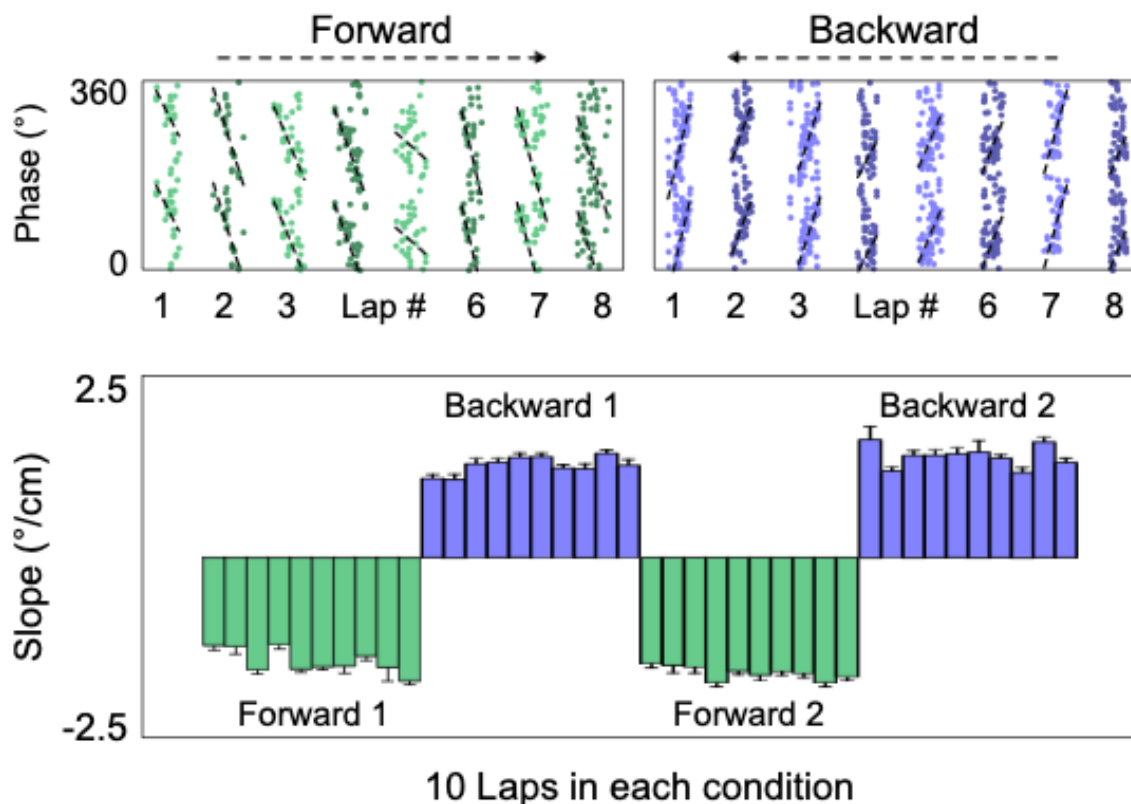 Forward
Backward
Phase (°)
360
0
1 2 3 Lap # 6 7 8
1 2 3 Lap # 6 7 8
Slope (°/cm)
2.5
-2.5
Backward 1
Backward 2
Forward 1
Forward 2
10 Laps in each condition